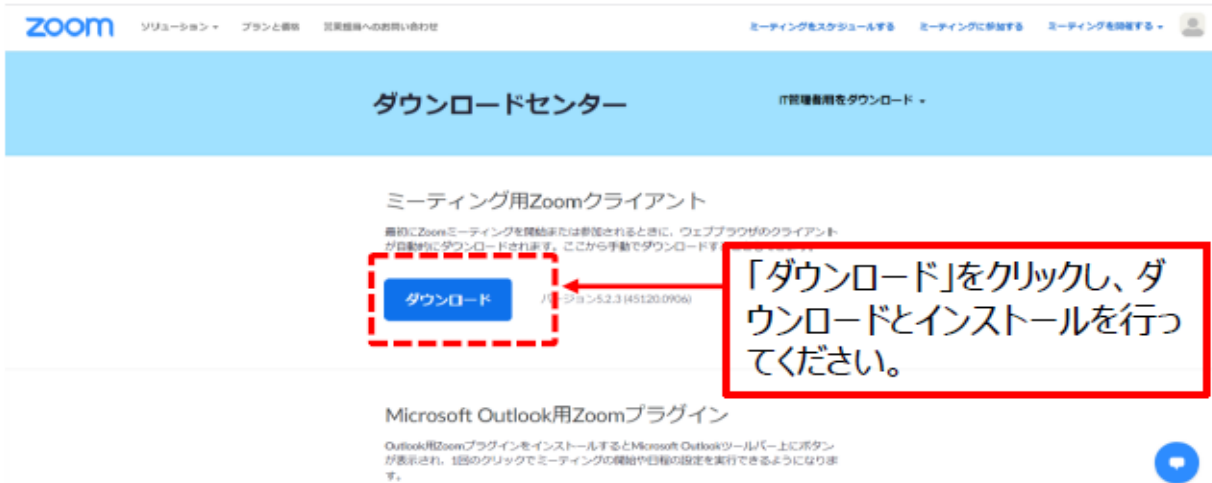 zoom ソリューション プランと価格 営業担当へのお問い合わせ ミーティングをスケジュールする ミーティングに参加する ミーティングを開催する
ダウンロードセンター IT管理者用をダウンロード
ミーティング用Zoomクライアント
最初にZoomミーティングを開始または参加されるときに、ウェブブラウザのクライアント
が自動的にダウンロードされます。ここから手動でダウンロードす
ダウンロード バージョン5.2.3 (45120.0906)
「ダウンロード」をクリックし、ダ
ウンロードとインストールを行っ
てください。
Microsoft Outlook用Zoomプラグイン
Outlook用ZoomプラグインをインストールするとMicrosoft Outlookツールバー上にボタン
が表示され、1回のクリックでミーティングの開始や日程の設定を実行できるようになりま
す。